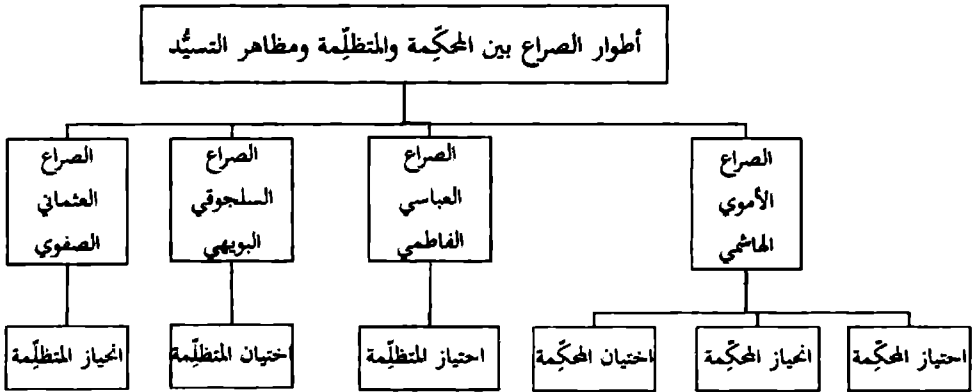 أطوار الصراع بين المحكِّمة والمتظلِّمة ومظاهر التسيُّد
الصراع
الأموي
الهاشمي
الصراع
العباسي
الفاطمي
الصراع
السلجوقي
البويهي
الصراع
العثماني
الصفوي
احتياز المحكِّمة
انحياز المحكِّمة
اختيان المحكِّمة
احتياز المتظلِّمة
اختيان المتظلِّمة
انحياز المتظلِّمة